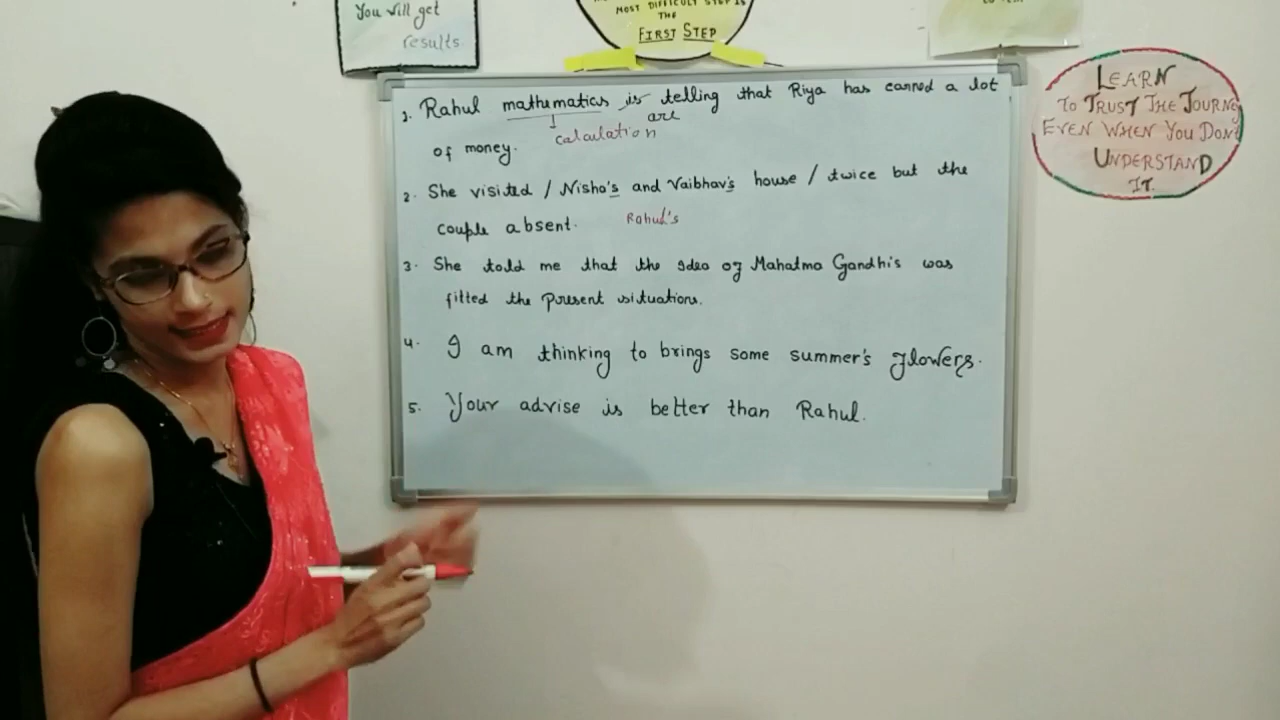 You will get
results
MOST DIFFICULT STEP IS
THE
FIRST STEP
1. Rahul mathematics is telling that Riya has earned a lot
are
calculation
of money.
2. She visited / Nisha's and Vaibhav's house / twice but the
Rahul's
couple absent.
3. She told me that the idea of Mahatma Gandhi's was
fitted the Present situations.
4. I am thinking to brings some summer's flowers.
5. Your advise is better than Rahul.
LEARN
TO TRUST THE JOURNEY
EVEN WHEN YOU DON'T
UNDERSTAND
IT.